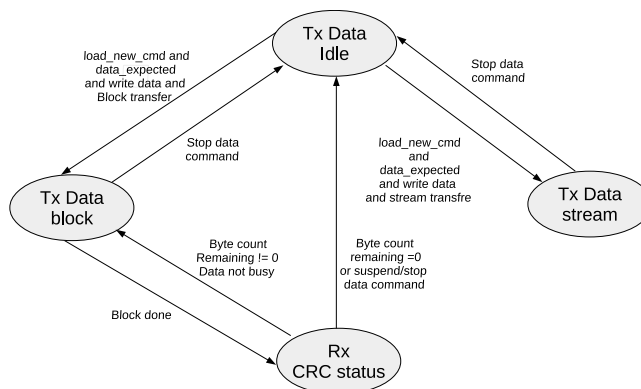 Tx Data
Idle
load_new_cmd and
data_expected
and write data and
Block transfer
Stop data
command
Stop data
command
load_new_cmd
and
data_expected
and write data
and stream transfre
Tx Data
block
Tx Data
stream
Byte count
Remaining != 0
Data not busy
Byte count
remaining =0
or suspend/stop
data command
Block done
Rx
CRC status